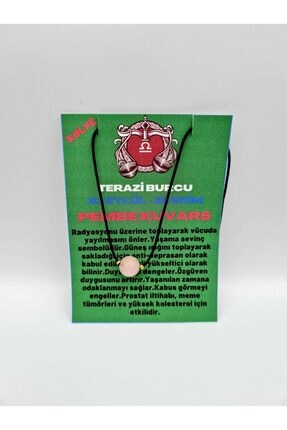 KOLYE
TERAZİ BURCU
EYLÜL
PEMBE KUVARS
Radyasyonu üzerine toplayarak vücuda
yayılmasını önler.Yaşama sevinç
sembolüdür.Güneş ışığını toplayarak
sakladığı için anti-depresan olarak
kabul edilir yükseltici olarak
bilinir. dengeler.Özgüven
duygusunu artırır.Yaşanılan zamana
odaklanmayı sağlar.Kabus görmeyi
engeller.Prostat iltihabı, meme
tümörleri ve yüksek kolesterol için
etkilidir.